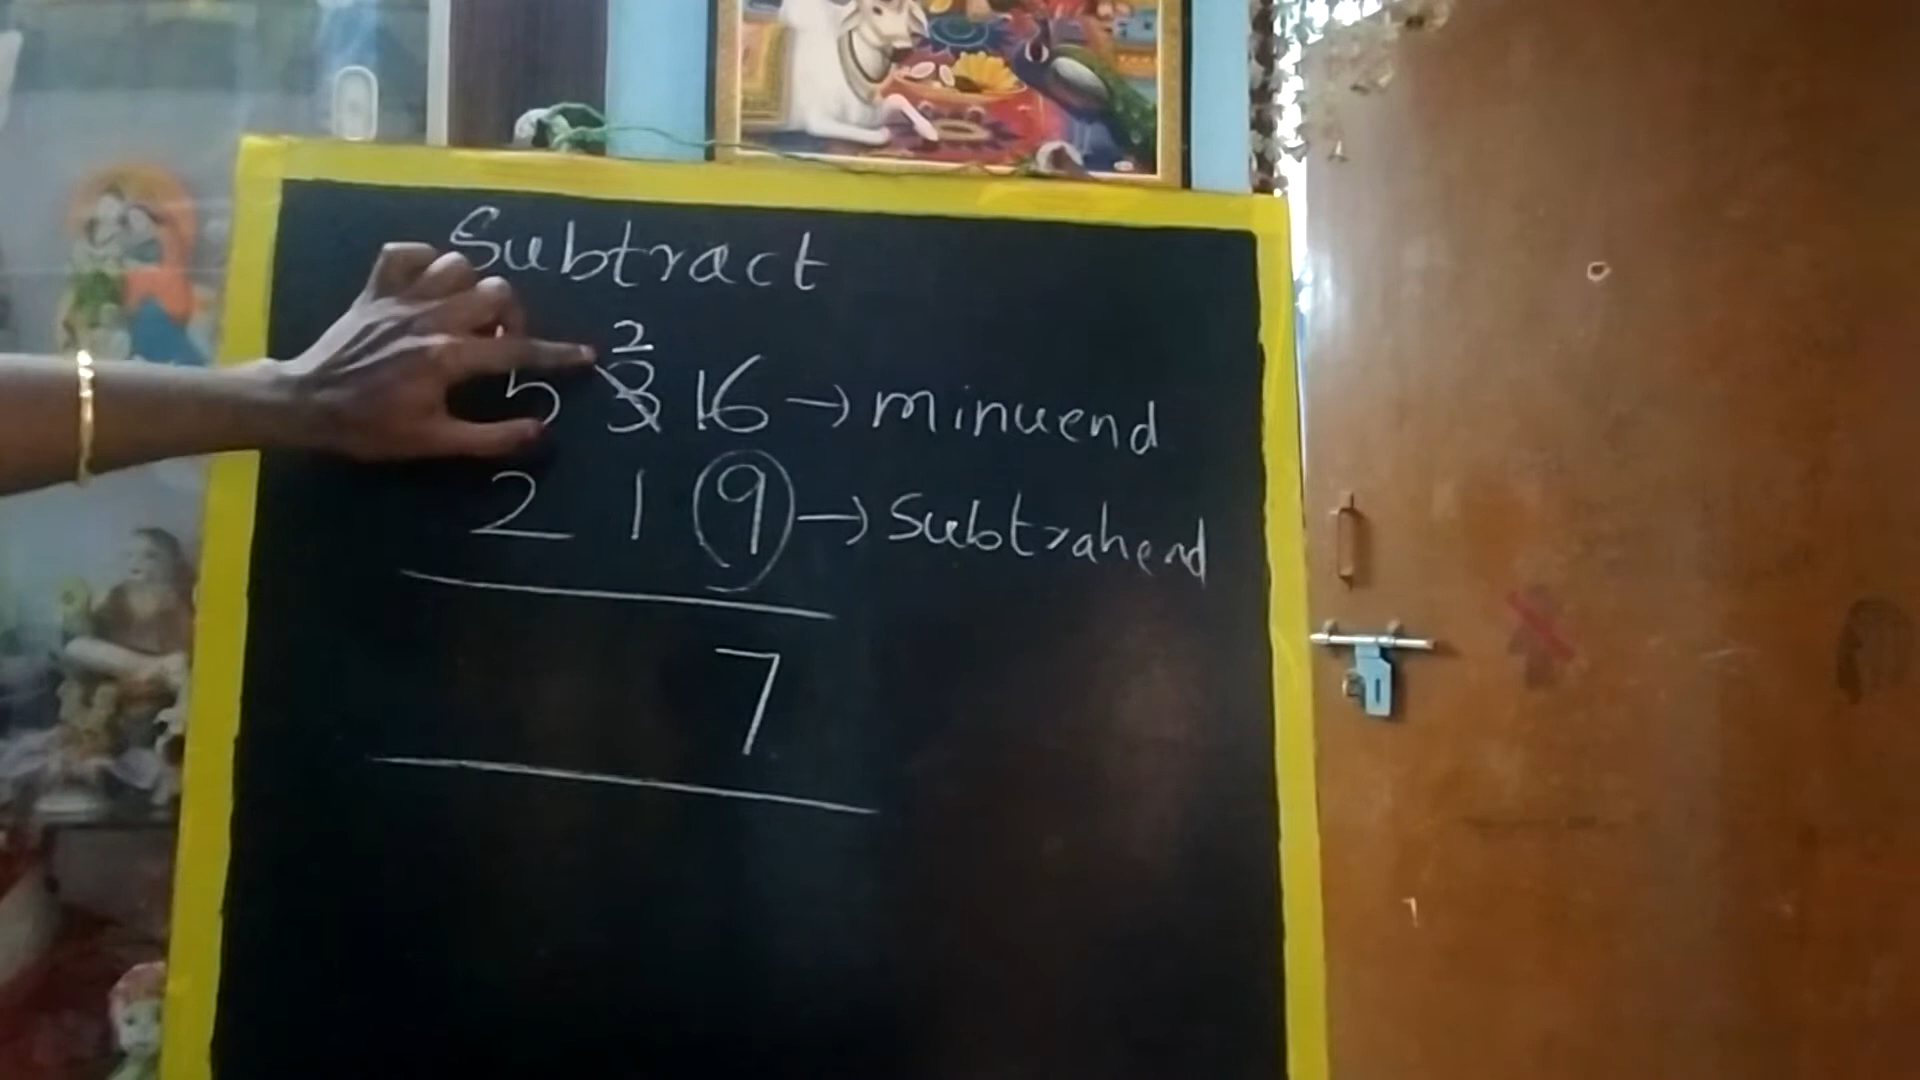 Subtract
2
5 3 16 → minuend
2 1 9 → Subtrahend
7